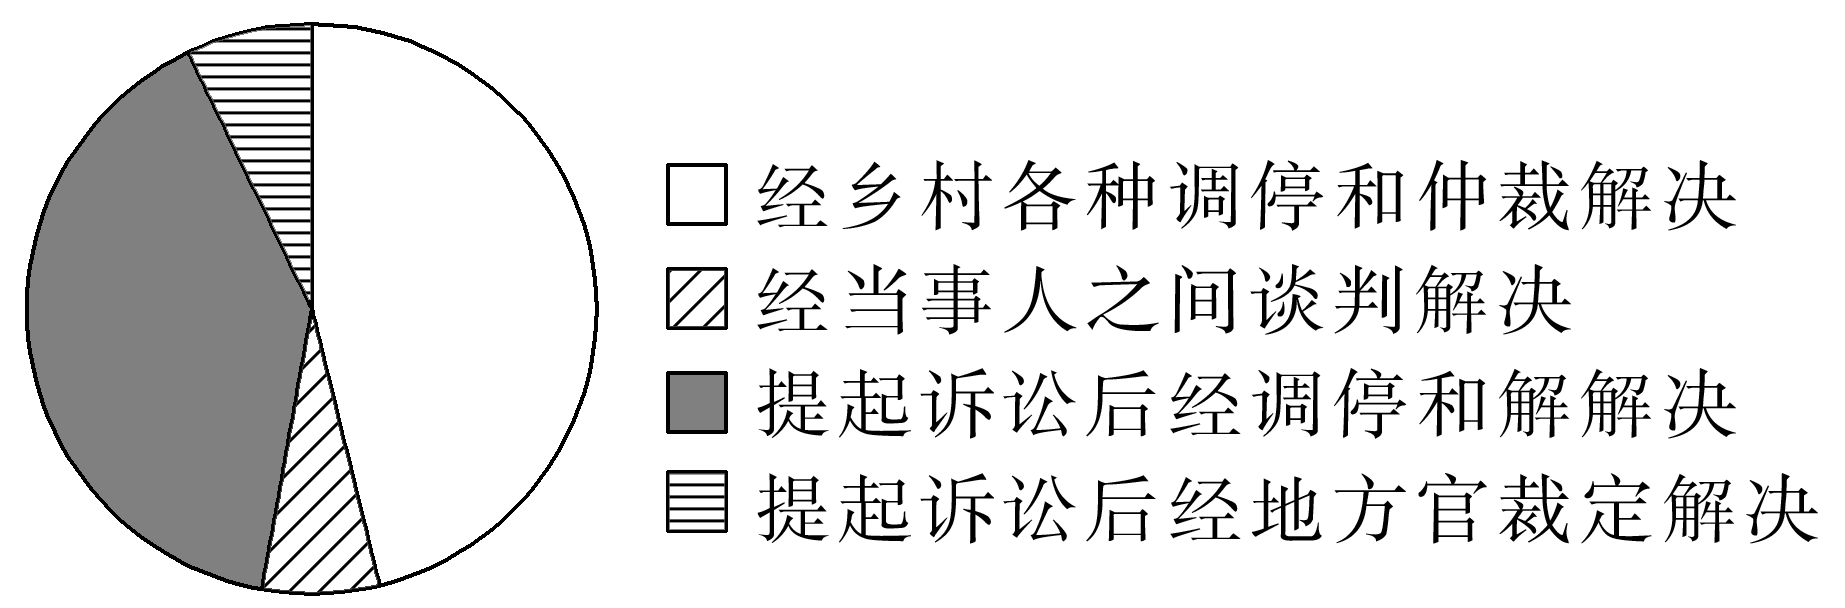 经乡村各种调停和仲裁解决
经当事人之间谈判解决
提起诉讼后经调停和解解决
提起诉讼后经地方官裁定解决